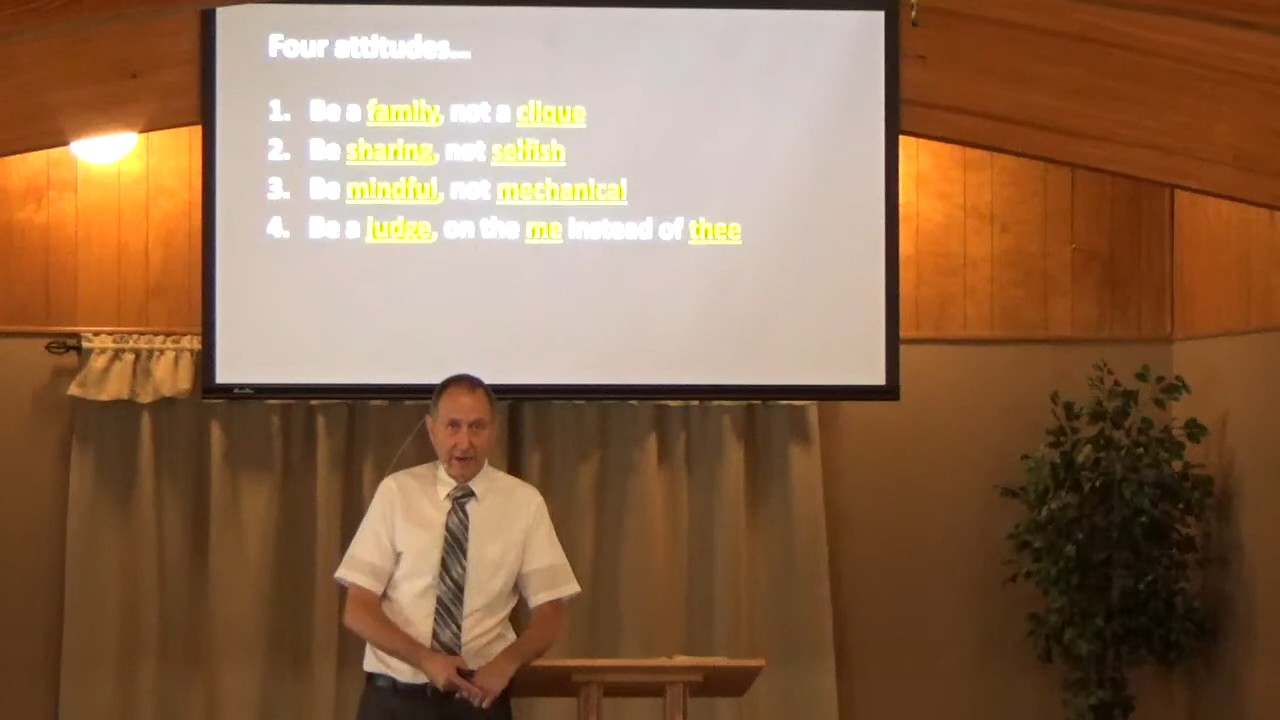 Four attitudes...
1. Be a family, not a clique
2. Be sharing, not selfish
3. Be mindful, not mechanical
4. Be a judge, on the me instead of thee